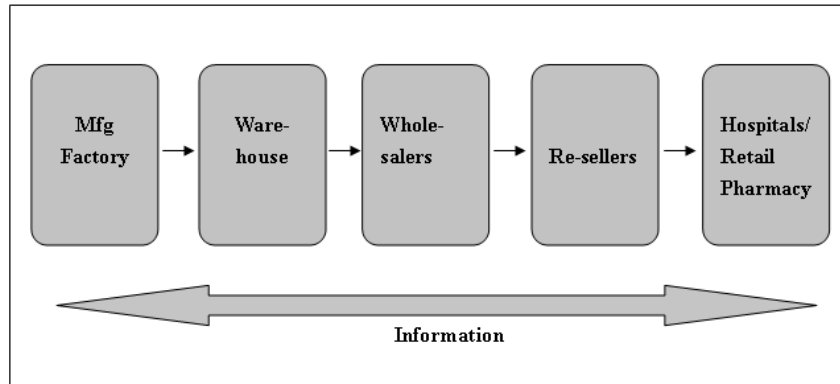 Mfg
Factory
Ware-
house
Whole-
salers
Re-sellers
Hospitals/
Retail
Pharmacy
Information